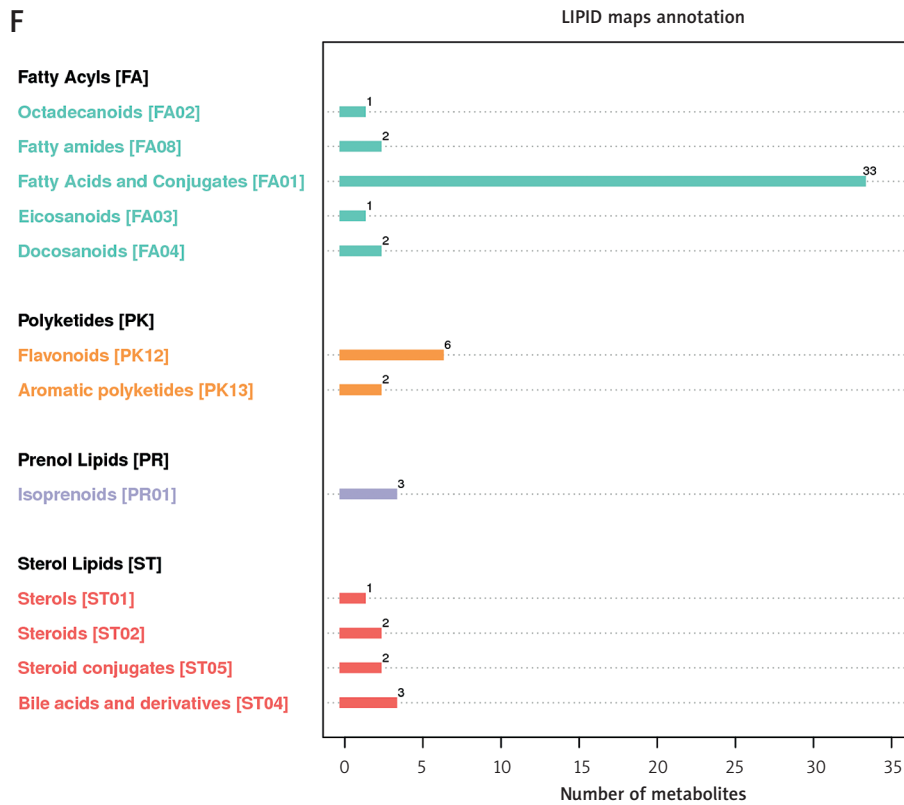 F
LIPID maps annotation
Fatty Acyls [FA]
Octadecanoids [FA02] 1
Fatty amides [FA08] 2
Fatty Acids and Conjugates [FA01] 33
Eicosanoids [FA03] 1
Docosanoids [FA04] 2
Polyketides [PK]
Flavonoids [PK12] 6
Aromatic polyketides [PK13] 2
Prenol Lipids [PR]
Isoprenoids [PR01] 3
Sterol Lipids [ST]
Sterols [ST01] 1
Steroids [ST02] 2
Steroid conjugates [ST05] 2
Bile acids and derivatives [ST04] 3
0 5 10 15 20 25 30 35
Number of metabolites